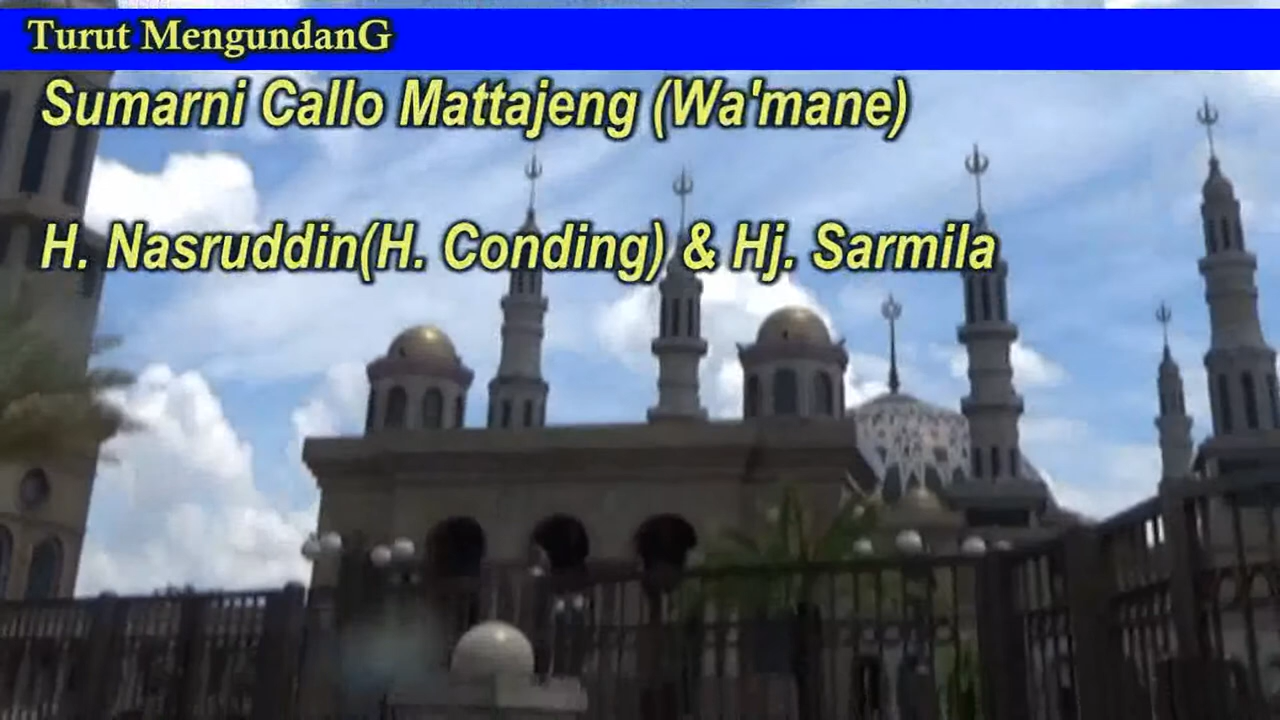 Turut MengundanG
Sumarni Callo Mattajeng (Wa'mane)
H. Nasruddin(H. Conding) & Hj. Sarmila